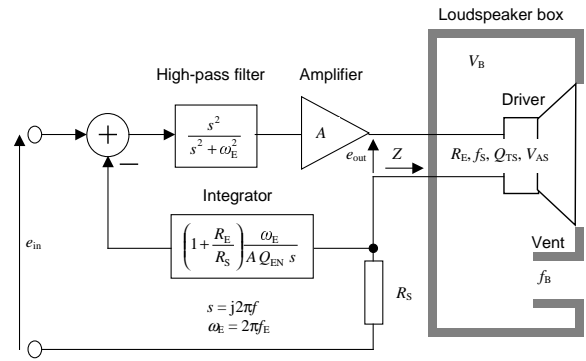 Loudspeaker box
V_B
High-pass filter
Amplifier
Driver
+
s² / (s² + ω_E²)
A
e_out
Z
R_E, f_S, Q_TS, V_AS
−
Integrator
e_in
(1 + R_E/R_S) ω_E / (A Q_EN s)
Vent
f_B
R_S
s = j2πf
ω_E = 2πf_E